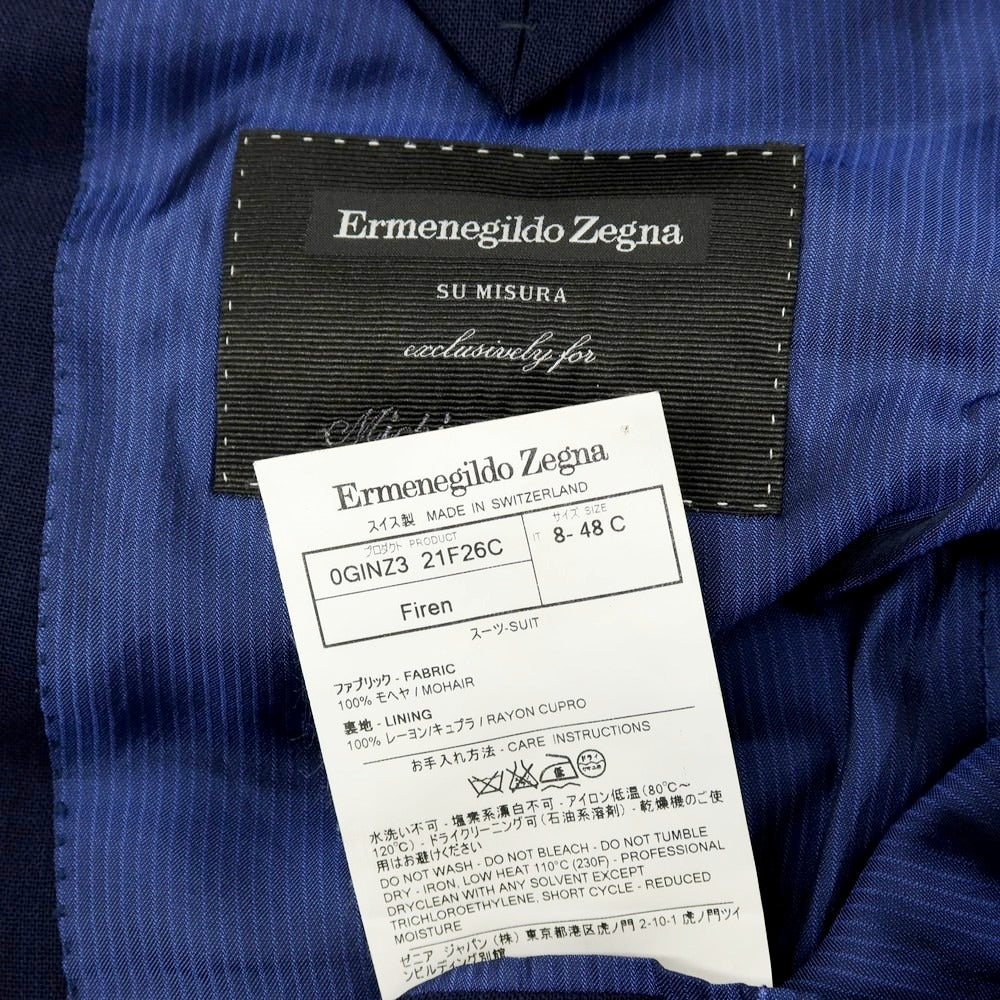 Ermenegildo Zegna
SU MISURA
exclusively for
Ermenegildo Zegna
スイス製 MADE IN SWITZERLAND
プロダクト PRODUCT
0GINZ3 21F26C
サイズ SIZE
IT 8- 48 C
Firen
スーツ-SUIT
ファブリック - FABRIC
100% モヘヤ / MOHAIR
裏地 - LINING
100% レーヨン/キュプラ / RAYON CUPRO
お手入れ方法 - CARE INSTRUCTIONS
低 ドライ
水洗い不可 - 塩素系漂白不可 - アイロン低温 (80°C～
120°C) - ドライクリーニング可 (石油系溶剤) - 乾燥機のご使
用はお避けください
DO NOT WASH - DO NOT BLEACH - DO NOT TUMBLE
DRY - IRON, LOW HEAT 110°C (230F) - PROFESSIONAL
DRYCLEAN WITH ANY SOLVENT EXCEPT
TRICHLOROETHYLENE, SHORT CYCLE - REDUCED
MOISTURE
ゼニア ジャパン (株) 東京都港区虎ノ門 2-10-1 虎ノ門ツイ
ンビルディング別館